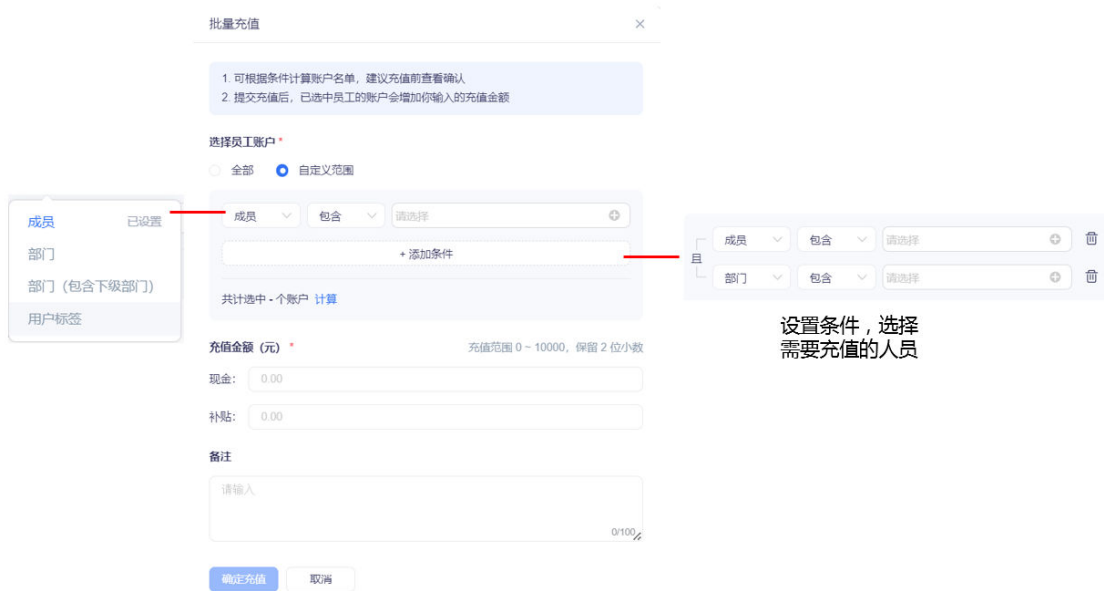 批量充值
1. 可根据条件计算账户名单，建议充值前查看确认
2. 提交充值后，已选中员工的账户会增加你输入的充值金额
选择员工账户 *
全部 自定义范围
成员 包含 请选择
+ 添加条件
共计选中 - 个账户 计算
成员 已设置
部门
部门（包含下级部门）
用户标签
且
成员 包含 请选择
部门 包含 请选择
设置条件，选择
需要充值的人员
充值金额（元） * 充值范围 0 ~ 10000，保留 2 位小数
现金： 0.00
补贴： 0.00
备注
请输入
0/100
确定充值 取消